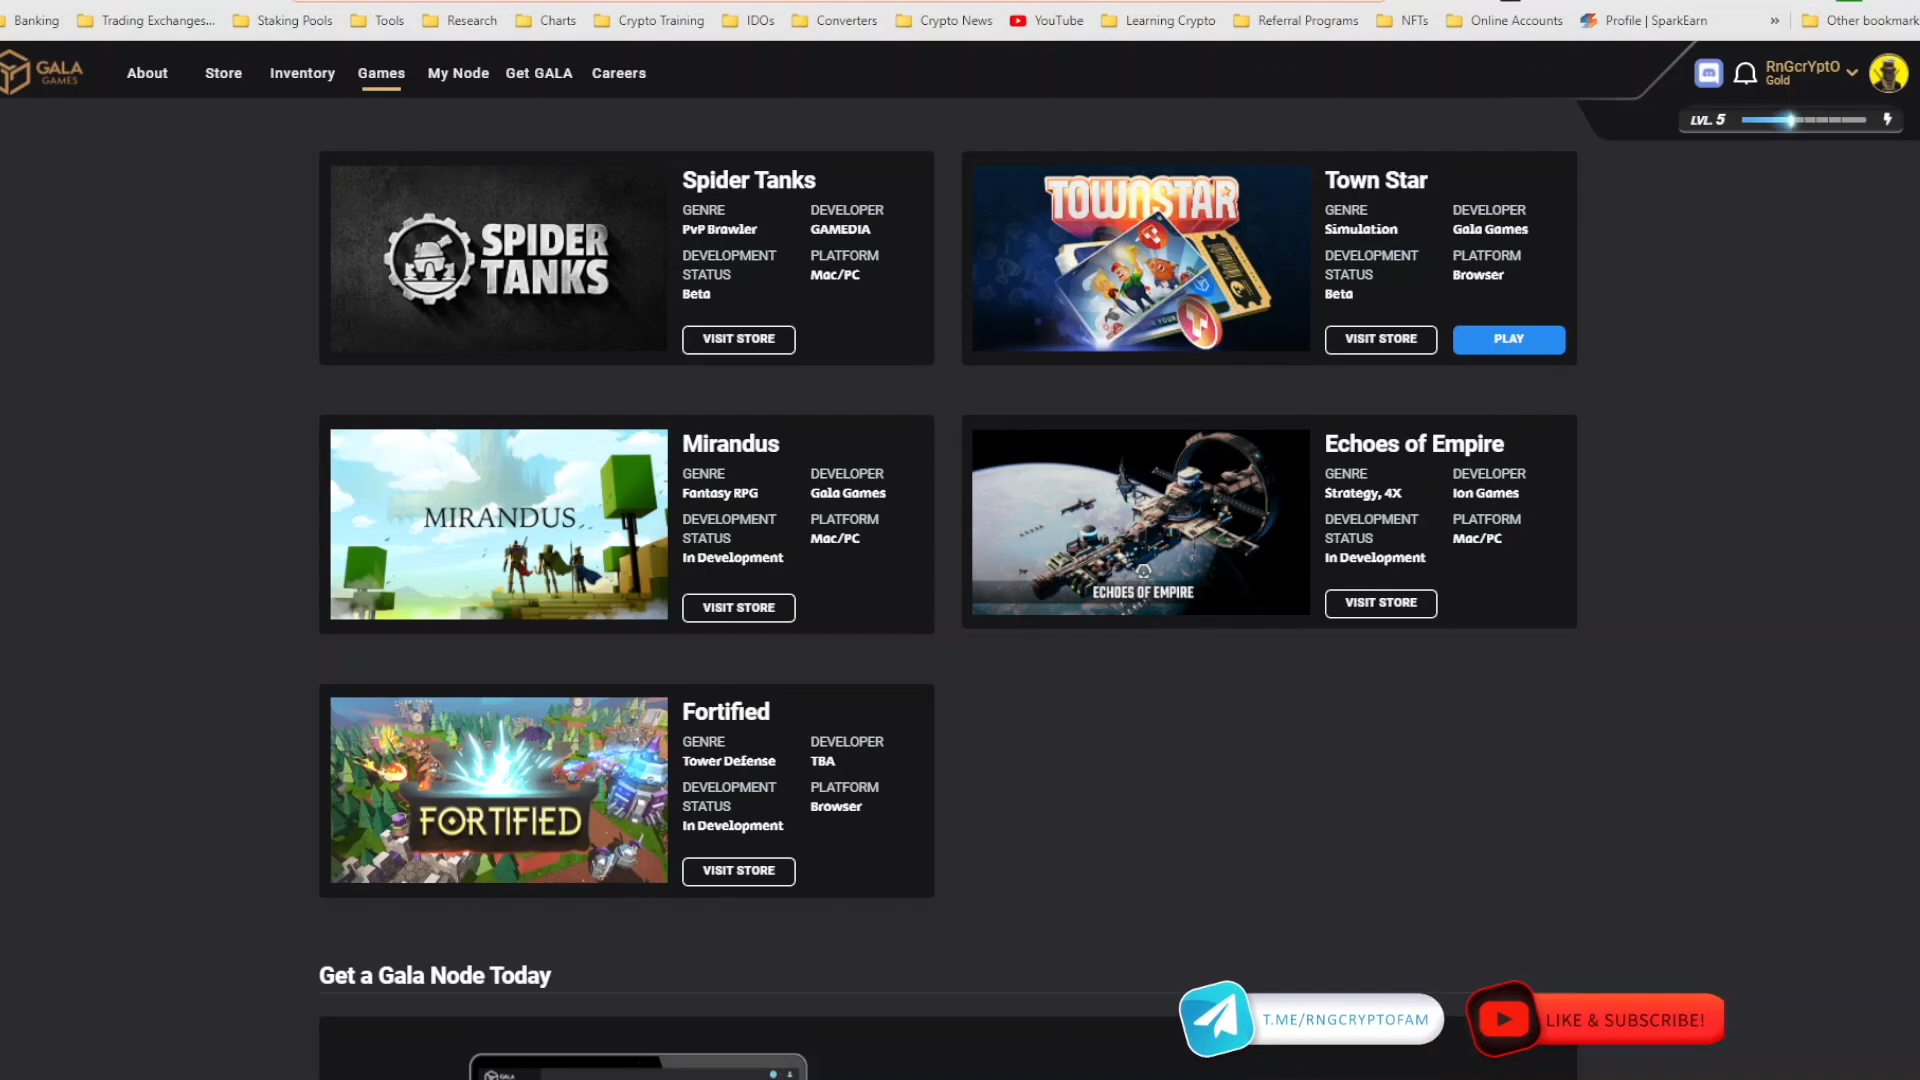 Banking Trading Exchanges... Staking Pools Tools Research Charts Crypto Training IDOs Converters Crypto News YouTube Learning Crypto Referral Programs NFTs Online Accounts Profile | SparkEarn » Other bookmark
GALA
GAMES
About Store Inventory Games My Node Get GALA Careers
RnGcrYptO
Gold
LVL. 5
SPIDER
TANKS
Spider Tanks
GENRE DEVELOPER
PvP Brawler GAMEDIA
DEVELOPMENT PLATFORM
STATUS Mac/PC
Beta
VISIT STORE
TOWNSTAR
Town Star
GENRE DEVELOPER
Simulation Gala Games
DEVELOPMENT PLATFORM
STATUS Browser
Beta
VISIT STORE PLAY
MIRANDUS
Mirandus
GENRE DEVELOPER
Fantasy RPG Gala Games
DEVELOPMENT PLATFORM
STATUS Mac/PC
In Development
VISIT STORE
ECHOES OF EMPIRE
Echoes of Empire
GENRE DEVELOPER
Strategy, 4X Ion Games
DEVELOPMENT PLATFORM
STATUS Mac/PC
In Development
VISIT STORE
FORTIFIED
Fortified
GENRE DEVELOPER
Tower Defense TBA
DEVELOPMENT PLATFORM
STATUS Browser
In Development
VISIT STORE
Get a Gala Node Today
T.ME/RNGCRYPTOFAM
LIKE & SUBSCRIBE!
GALA